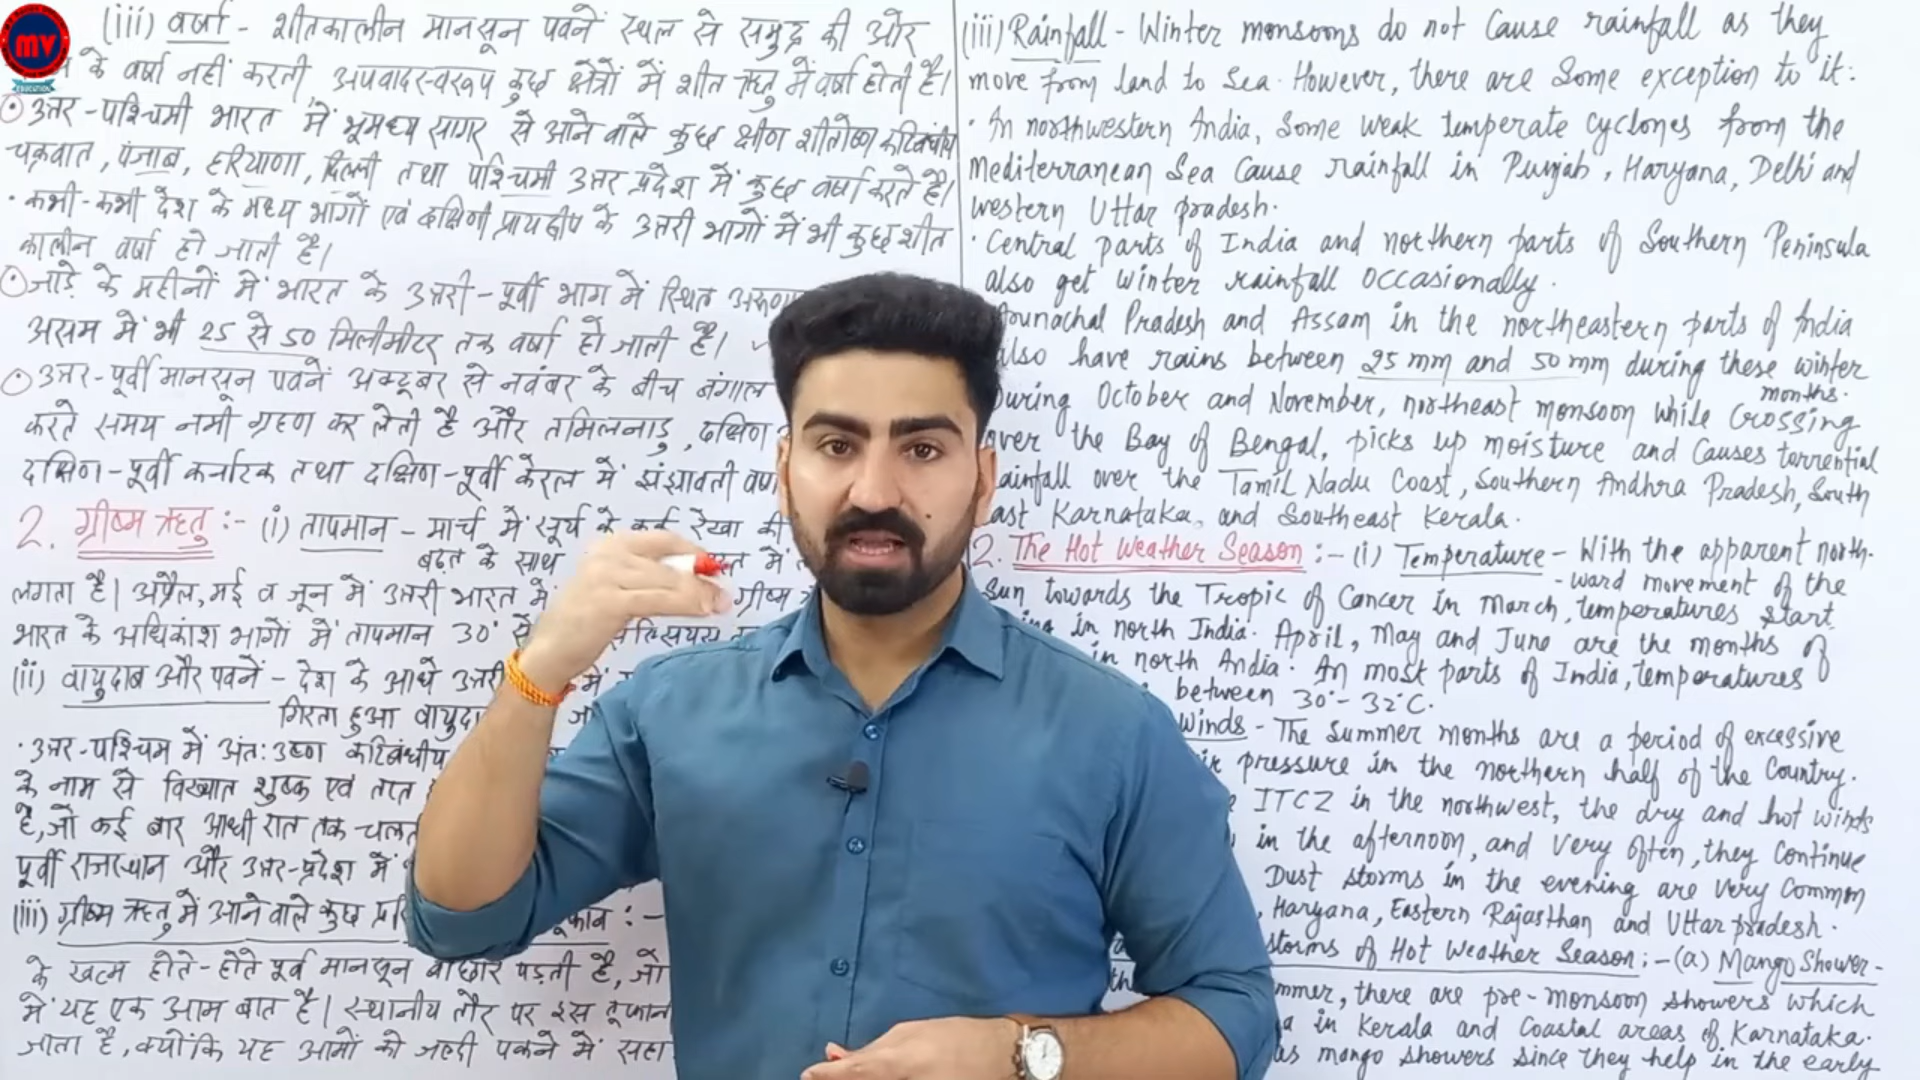 MV
EDUCATION
(iii) वर्षा - शीतकालीन मानसून पवनें स्थल से समुद्र की ओर
के वर्षा नहीं करती अपवादस्वरूप कुछ क्षेत्रों में शीत ऋतु में वर्षा होती है।
उत्तर-पश्चिमी भारत में भूमध्य सागर से आने वाले कुछ क्षीण शीतोष्ण कटिबंधीय
चक्रवात, पंजाब, हरियाणा, दिल्ली तथा पश्चिमी उत्तर प्रदेश में कुछ वर्षा करते है।
• कभी-कभी देश के मध्य भागों एवं दक्षिणी प्रायद्वीप के उत्तरी भागों में भी कुछ शीत
कालीन वर्षा हो जाती है।
जाड़े के महीनों में भारत के उत्तरी-पूर्वी भाग में स्थित
असम में भी 25 से 50 मिलीमीटर तक वर्षा हो जाती है।
उत्तर-पूर्वी मानसून पवनें अक्टूबर से नवंबर के बीच बंगाल
करते समय नमी ग्रहण कर लेती है और तमिलनाडु, दक्षिण
दक्षिण-पूर्वी कर्नाटक तथा दक्षिण-पूर्वी केरल में झंझावाती
2. ग्रीष्म ऋतु :- (i) तापमान - मार्च में सूर्य के कर्क रेखा की
बढ़त के साथ में
लगता है। अप्रैल, मई व जून में उत्तरी भारत में ग्रीष्म
भारत के अधिकांश भागों में तापमान 30° से
(ii) वायुदाब और पवनें - देश के आधे उत्तरी में
गिरता हुआ
• उत्तर-पश्चिम में अंतः उष्ण कटिबंधीय
के नाम से विख्यात शुष्क एवं तप्त
है, जो कई बार आधी रात तक
पूर्वी राजस्थान और उत्तर-प्रदेश में
(iii) ग्रीष्म ऋतु में आने वाले कुछ :-
के खत्म होते-होते पूर्व मानसून बौछार पड़ती है, जो
में यह एक आम बात है। स्थानीय तौर पर इस तूफान
जाता है, क्योंकि यह आमों को जल्दी पकने में
(iii) Rainfall - Winter monsoons do not Cause rainfall as they
move from land to Sea. However, there are Some exception to it:
• In northwestern India, Some weak temperate cyclones from the
Mediterranean Sea Cause rainfall in Punjab, Haryana, Delhi and
western Uttar pradesh.
• Central parts of India and northern parts of Southern Peninsula
also get winter rainfall occasionally.
Pradesh and Assam in the northeastern parts of India
also have rains between 25 mm and 50 mm during these winter
months.
During October and November, northeast monsoon while Crossing
over the Bay of Bengal, picks up moisture and Causes torrential
rainfall over the Tamil Nadu Coast, Southern Andhra Pradesh, South
east Karnataka, and Southeast Kerala.
2. The Hot Weather Season :- (i) Temperature - With the apparent north-
-ward movement of the
Sun towards the Tropic of Cancer in March, temperatures start
in north India. April, May and June are the months of
in north India. In most parts of India, temperatures
between 30°- 32°C.
Winds - The Summer months are a period of excessive
pressure in the northern half of the Country.
ITCZ in the northwest, the dry and hot winds
in the afternoon, and very often, they Continue
Dust storms in the evening are very Common
Haryana, Eastern Rajasthan and Uttar pradesh.
storms of Hot Weather Season :- (a) Mango Shower -
there are pre-monsoon showers which
in Kerala and Coastal areas of Karnataka.
as mango showers since they help in the early